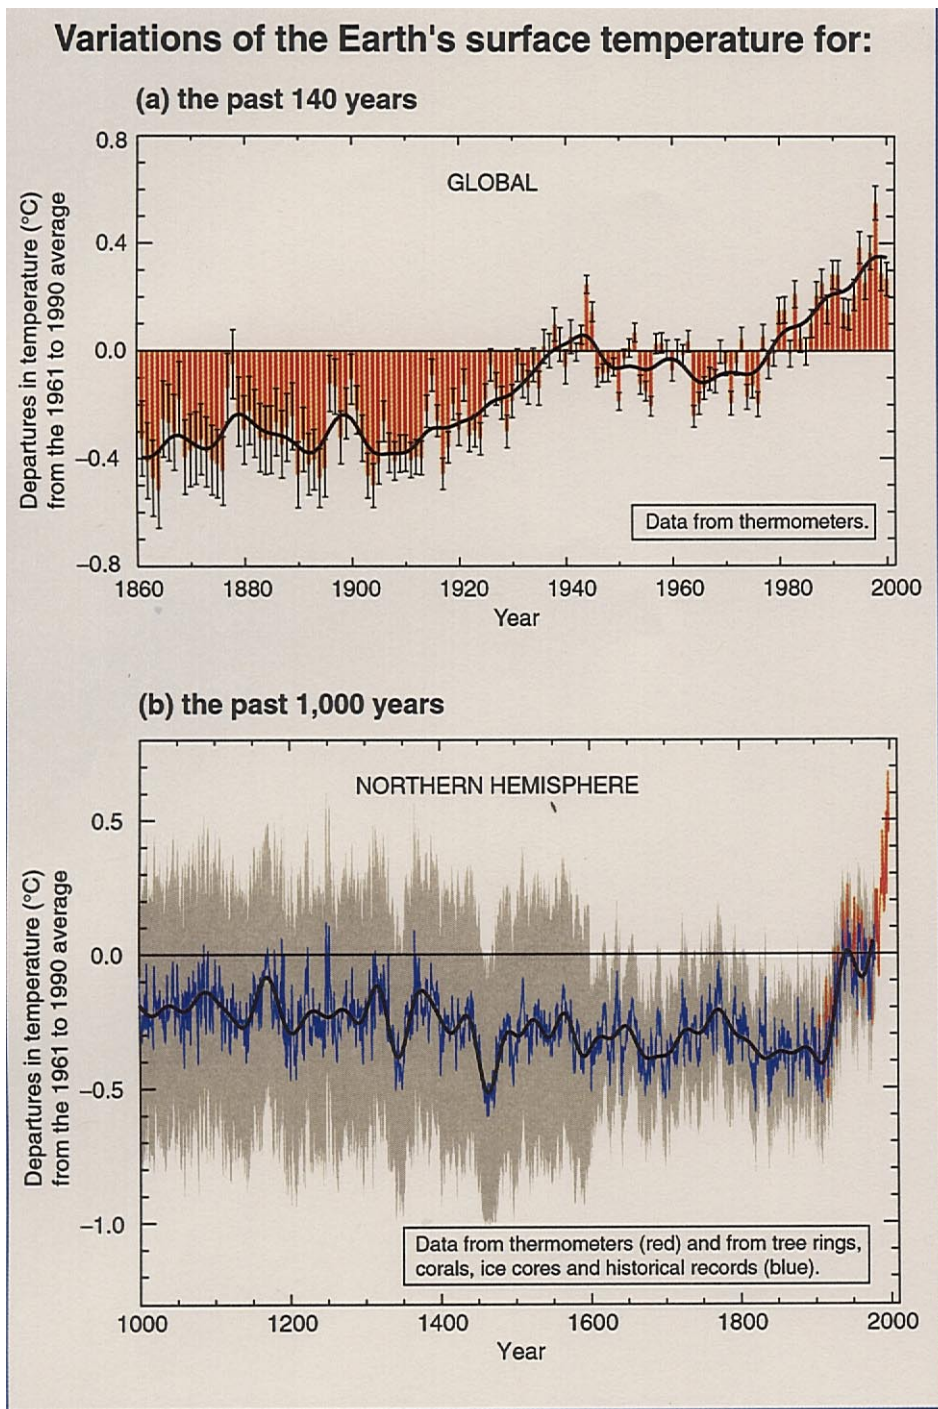 Variations of the Earth's surface temperature for:
(a) the past 140 years
GLOBAL
Departures in temperature (°C)
from the 1961 to 1990 average
0.8
0.4
0.0
−0.4
−0.8
Data from thermometers.
1860 1880 1900 1920 1940 1960 1980 2000
Year
(b) the past 1,000 years
NORTHERN HEMISPHERE
Departures in temperature (°C)
from the 1961 to 1990 average
0.5
0.0
−0.5
−1.0
Data from thermometers (red) and from tree rings,
corals, ice cores and historical records (blue).
1000 1200 1400 1600 1800 2000
Year